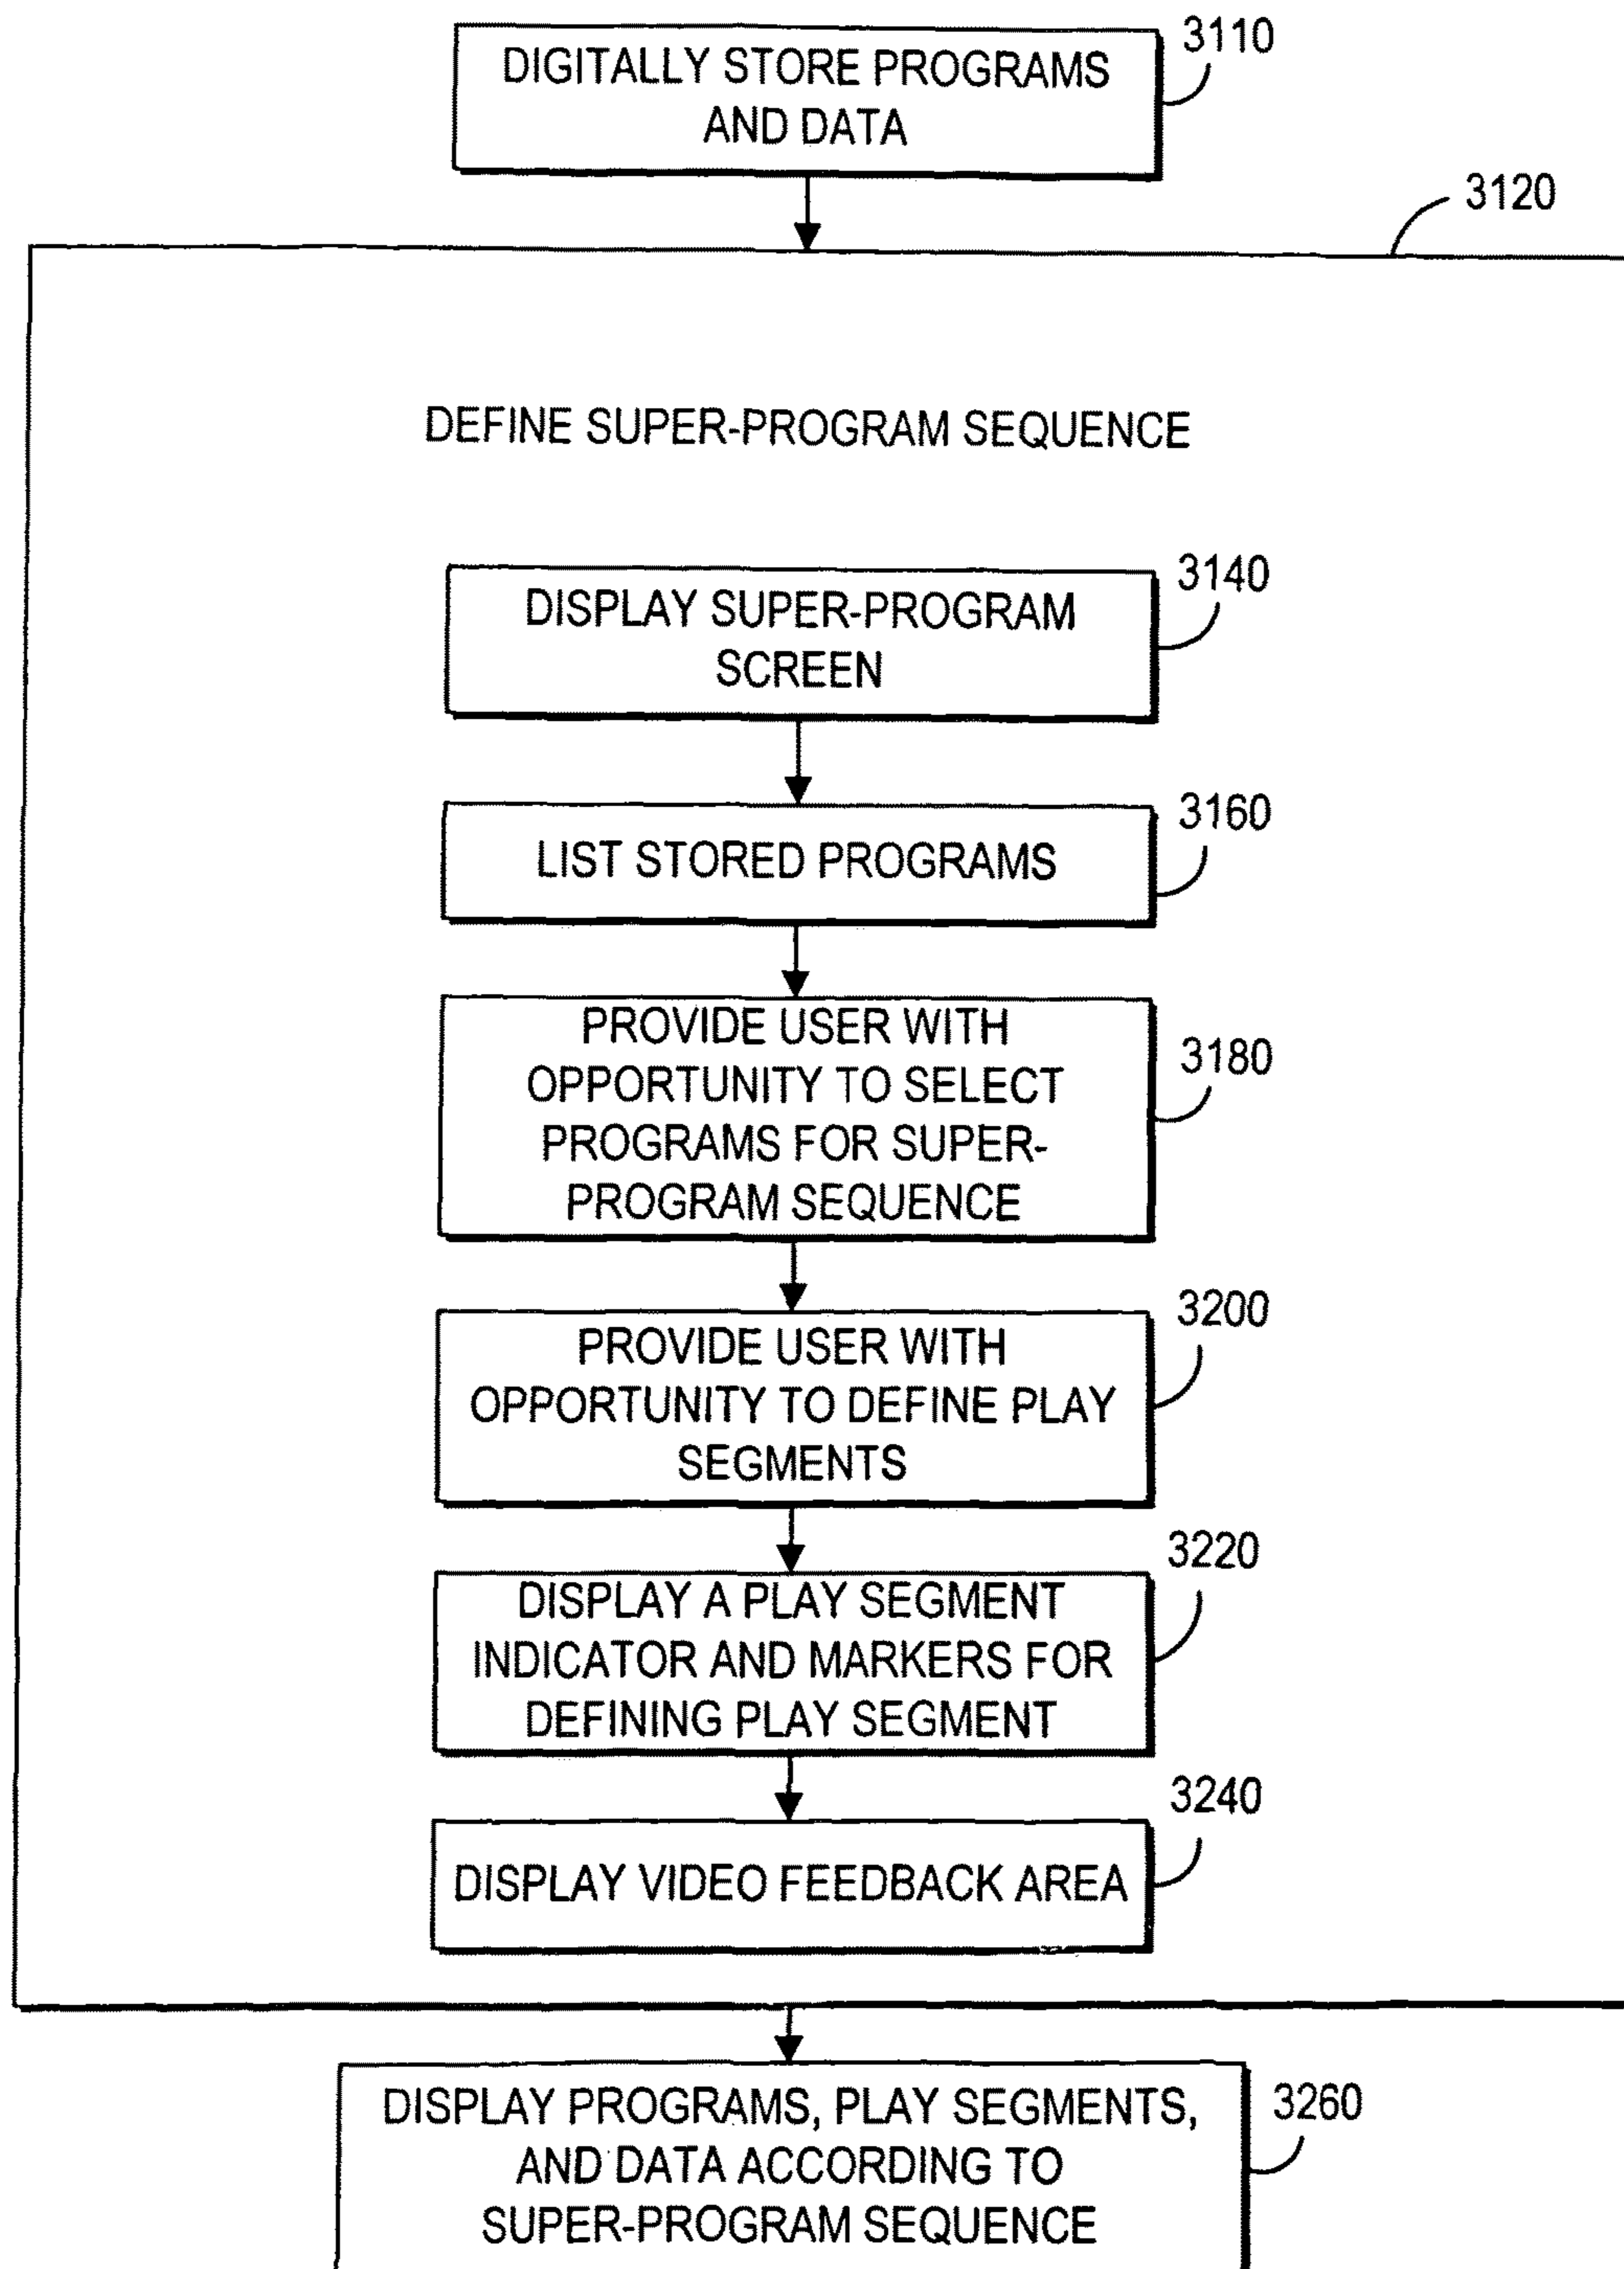 3110
DIGITALLY STORE PROGRAMS
AND DATA
3120
DEFINE SUPER-PROGRAM SEQUENCE
3140
DISPLAY SUPER-PROGRAM
SCREEN
3160
LIST STORED PROGRAMS
PROVIDE USER WITH
3180
OPPORTUNITY TO SELECT
PROGRAMS FOR SUPER-
PROGRAM SEQUENCE
3200
PROVIDE USER WITH
OPPORTUNITY TO DEFINE PLAY
SEGMENTS
3220
DISPLAY A PLAY SEGMENT
INDICATOR AND MARKERS FOR
DEFINING PLAY SEGMENT
3240
DISPLAY VIDEO FEEDBACK AREA
3260
DISPLAY PROGRAMS, PLAY SEGMENTS,
AND DATA ACCORDING TO
SUPER-PROGRAM SEQUENCE